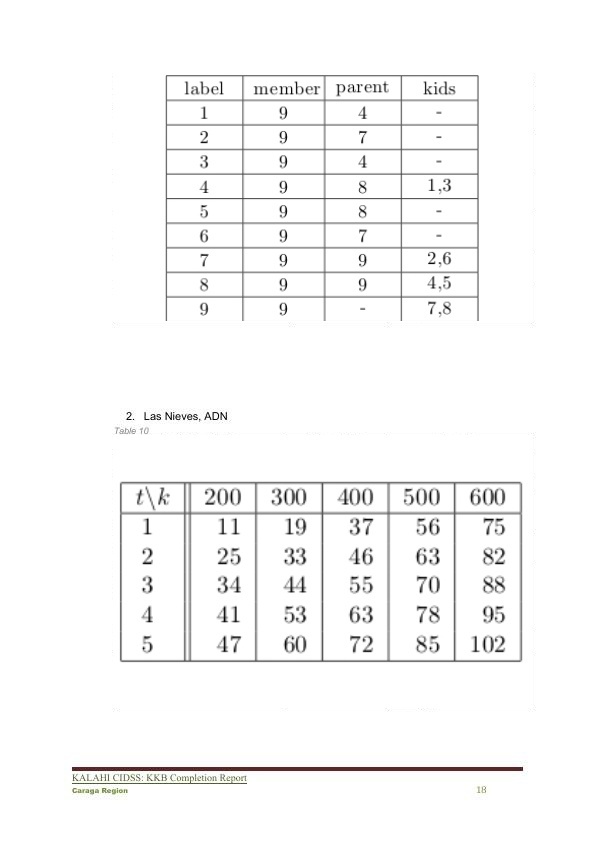 label member parent kids
1 9 4 -
2 9 7 -
3 9 4 -
4 9 8 1,3
5 9 8 -
6 9 7 -
7 9 9 2,6
8 9 9 4,5
9 9 - 7,8
2. Las Nieves, ADN
Table 10
t\k 200 300 400 500 600
1 11 19 37 56 75
2 25 33 46 63 82
3 34 44 55 70 88
4 41 53 63 78 95
5 47 60 72 85 102
KALAHI CIDSS: KKB Completion Report
Caraga Region 18